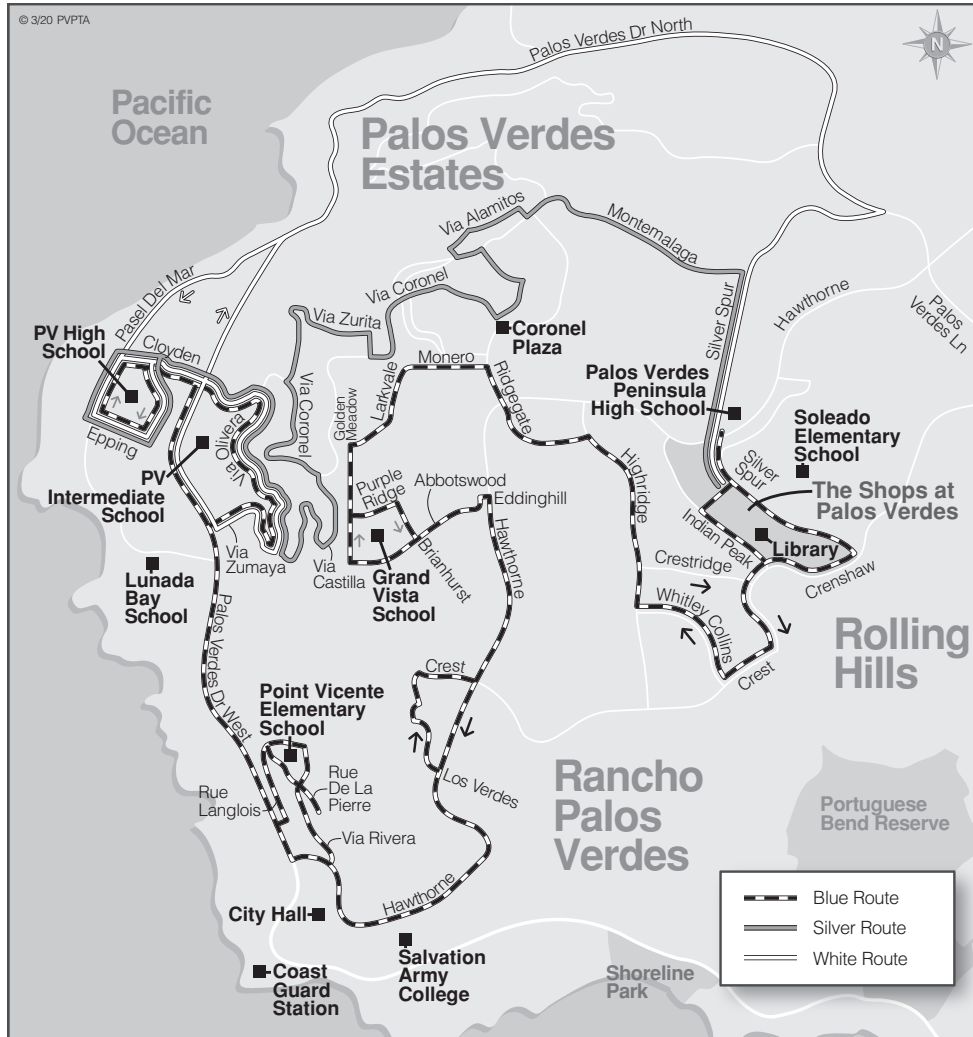 © 3/20 PVPTA
N
Palos Verdes Dr North
Pacific
Ocean
Palos Verdes
Estates
Via Alamitos
Montemalaga
Pasel Del Mar
Via Coronel
Hawthorne
Palos
Verdes Ln
Silver Spur
PV High
School
Cloyden
Via Zurita
Coronel
Plaza
Monero
Larkvale
Ridgegate
Palos Verdes
Peninsula
High School
Via Coronel
Golden
Meadow
Epping
Via
Olivera
Soleado
Elementary
School
PV
Intermediate
School
Highridge
Silver
Spur
Purple
Ridge
Abbotswood
Eddinghill
The Shops at
Palos Verdes
Indian Peak
Library
Brianhurst
Hawthorne
Via
Zumaya
Via
Castilla
Grand
Vista
School
Crestridge
Crenshaw
Lunada
Bay
School
Whitley Collins
Palos Verdes Dr West
Crest
Crest
Rolling
Hills
Point Vicente
Elementary
School
Rue
De La
Pierre
Los Verdes
Rancho
Palos
Verdes
Rue
Langlois
Portuguese
Bend Reserve
Via Rivera
Hawthorne
City Hall
Salvation
Army
College
Coast
Guard
Station
Shoreline
Park
Blue Route
Silver Route
White Route